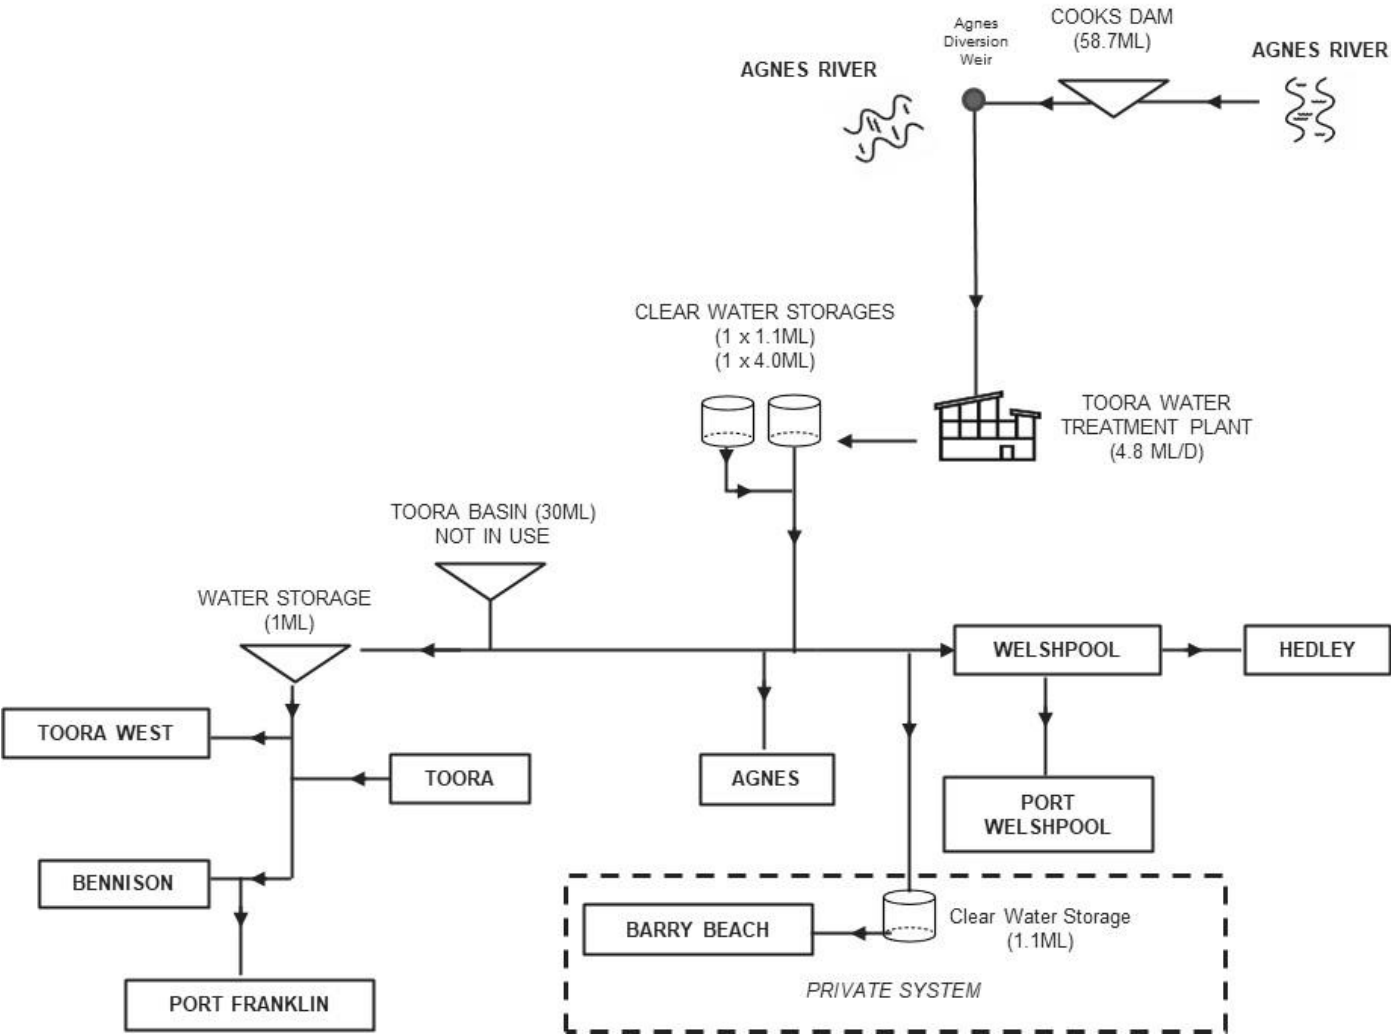 Agnes
Diversion
Weir
COOKS DAM
(58.7ML)
AGNES RIVER
AGNES RIVER
CLEAR WATER STORAGES
(1 x 1.1ML)
(1 x 4.0ML)
TOORA WATER
TREATMENT PLANT
(4.8 ML/D)
TOORA BASIN (30ML)
NOT IN USE
WATER STORAGE
(1ML)
WELSHPOOL
HEDLEY
TOORA WEST
TOORA
AGNES
PORT
WELSHPOOL
BENNISON
BARRY BEACH
Clear Water Storage
(1.1ML)
PRIVATE SYSTEM
PORT FRANKLIN